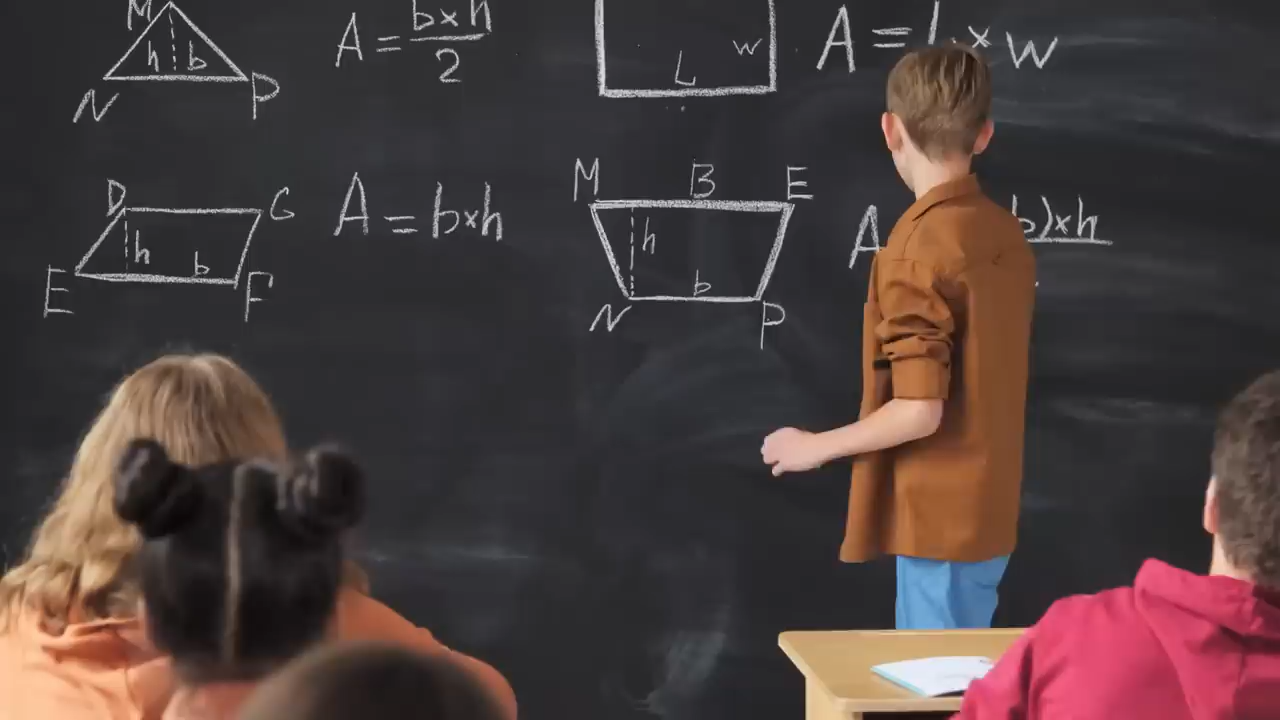 M
h b
N P
A = b×h
2
w
L
A = L × w
D G
h
b
E F
A = b×h
M B E
h
b
N P
A b)×h